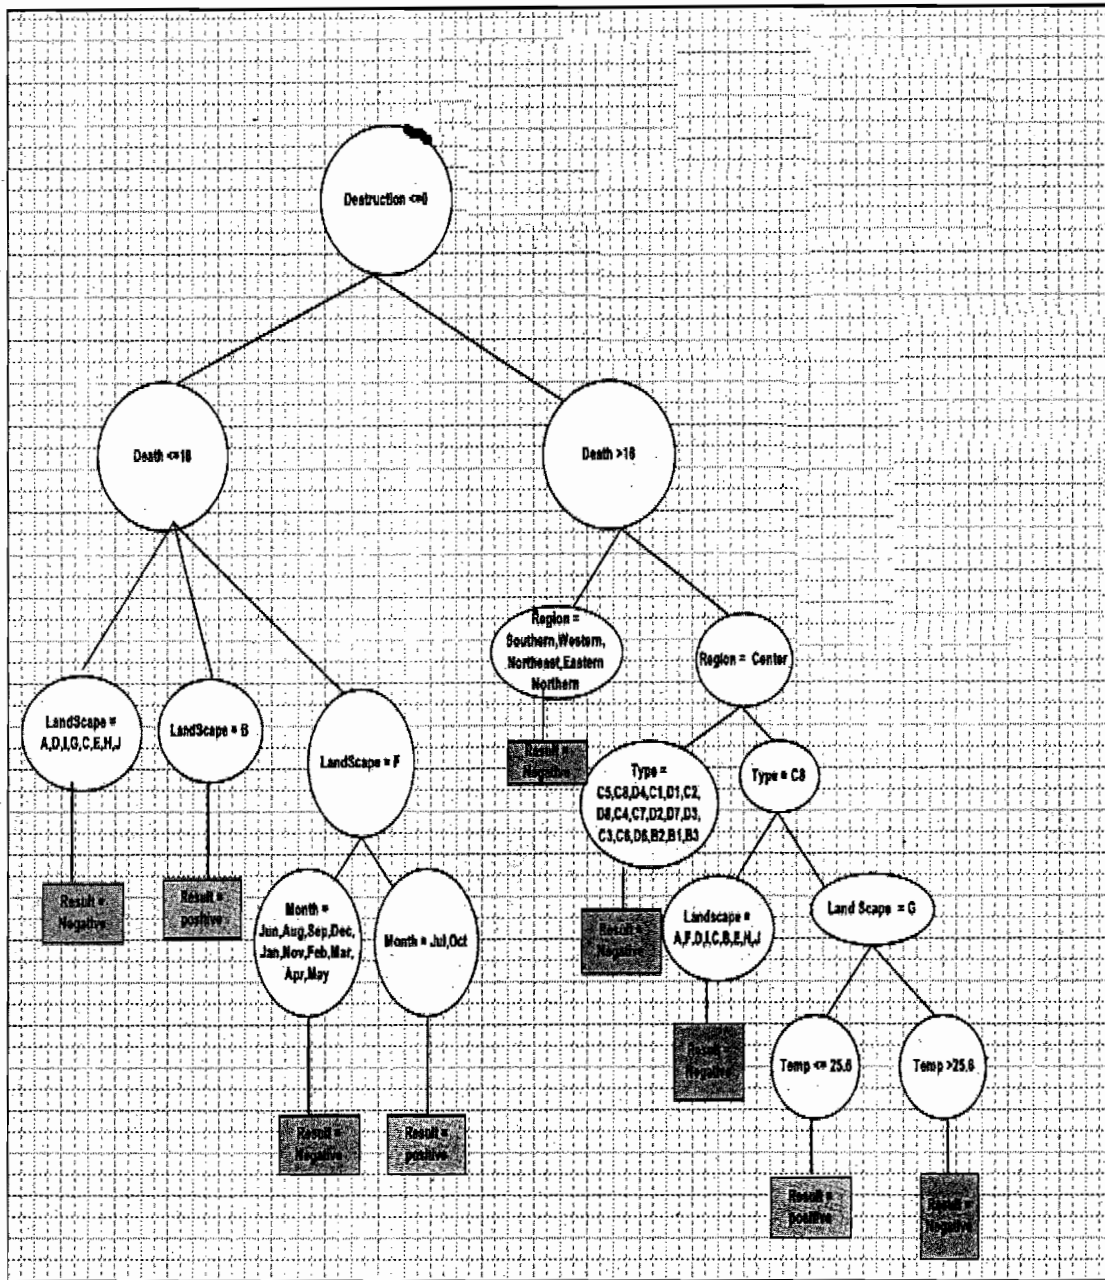 Destruction <=0
Death <=16
Death >16
Region =
Southern,Western,
Northeast,Eastern
Northern
Region = Center
LandScape =
A,D,I,G,C,E,H,J
LandScape = B
LandScape = F
Result =
Negative
Type =
C5,C8,D4,C1,D1,C2,
D8,C4,C7,D2,D7,D3,
C3,C6,D6,B2,B1,B3
Type =
Result =
Negative
Result =
positive
Month =
Jun,Aug,Sep,Dec,
Jan,Nov,Feb,Mar,
Apr,May
Month = Jul,Oct
Result =
Negative
Landscape =
A,F,D,I,C,B,E,H,J
Land Scape = G
Result =
Negative
Temp <= 25.6
Temp >25.6
Result =
Negative
Result =
positive
Result =
positive
Result =
Negative